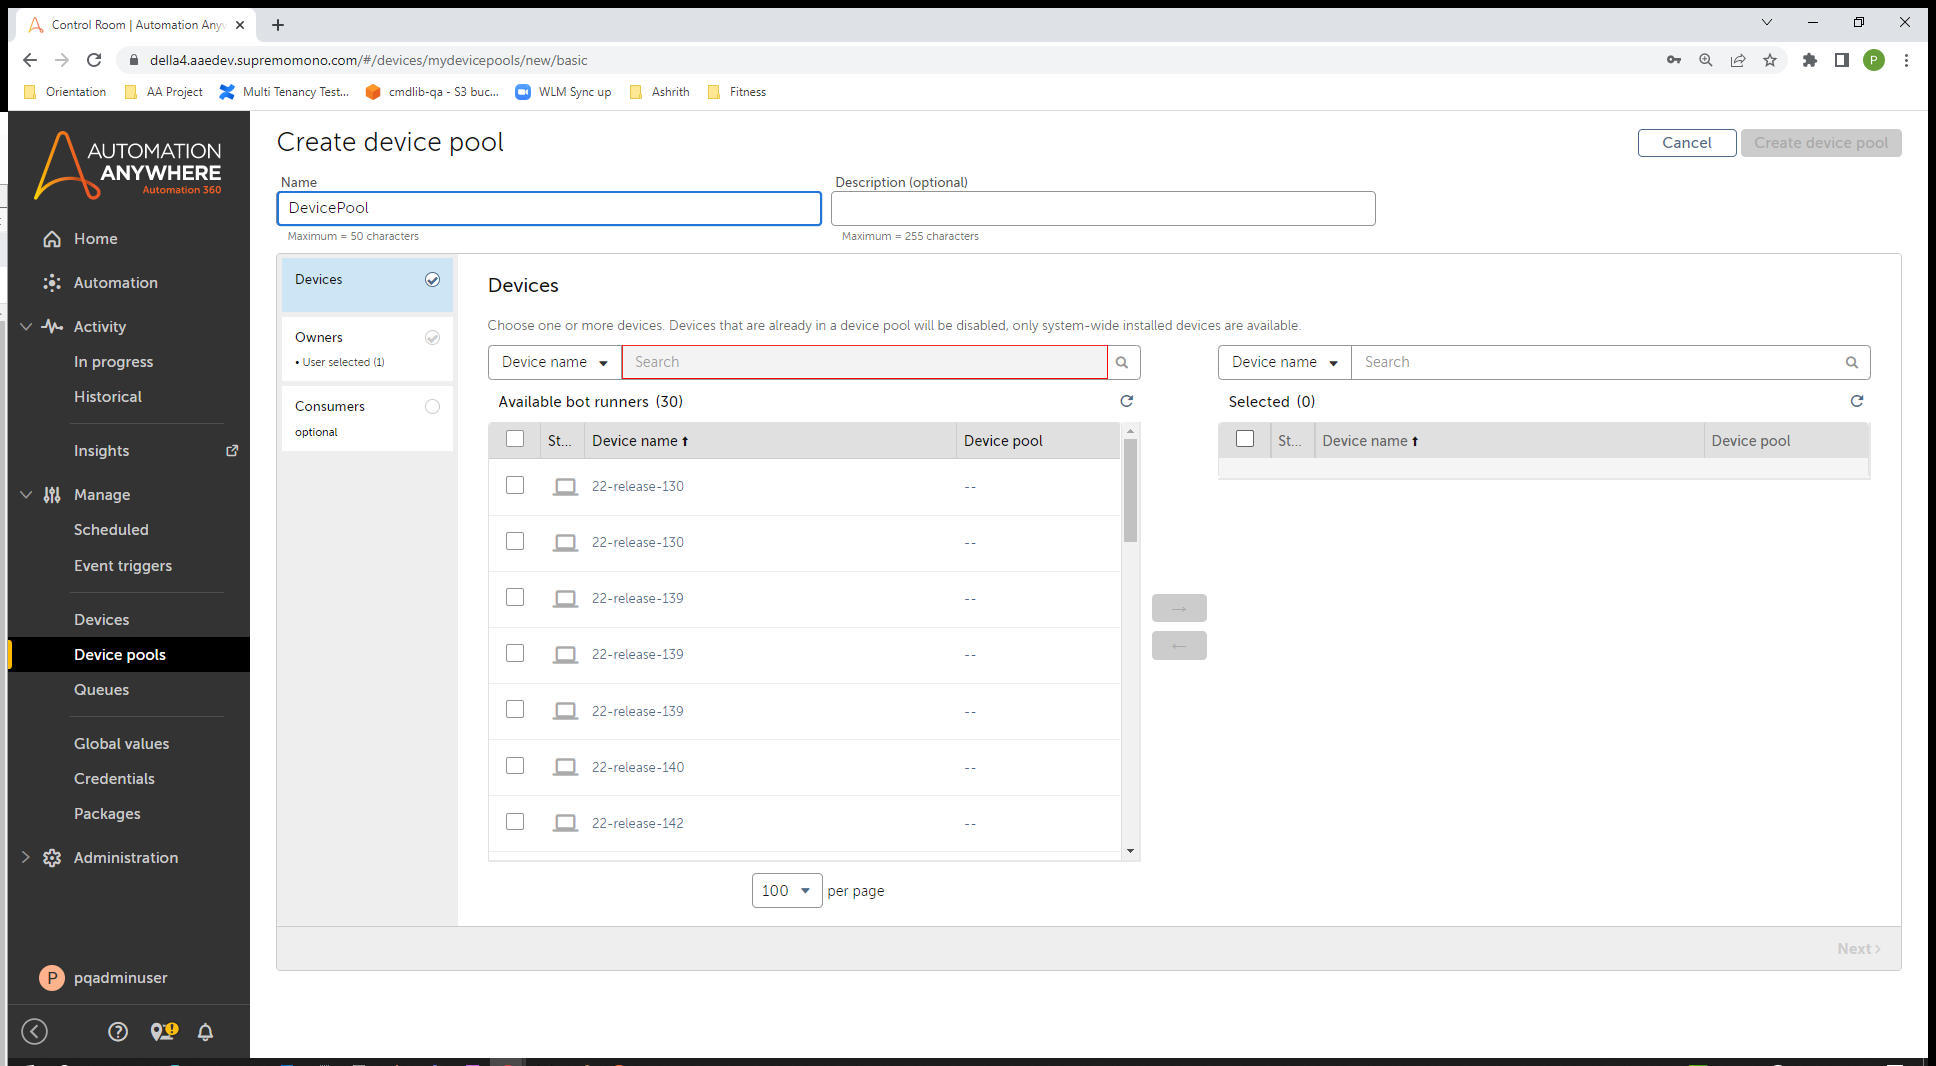 Control Room | Automation Any
della4.aaedev.supremomono.com/#/devices/mydevicepools/new/basic
P
Orientation
AA Project
Multi Tenancy Test...
cmdlib-qa - S3 buc...
WLM Sync up
Ashrith
Fitness
AUTOMATION
ANYWHERE
Automation 360
Home
Automation
Activity
In progress
Historical
Insights
Manage
Scheduled
Event triggers
Devices
Device pools
Queues
Global values
Credentials
Packages
Administration
P pqadminuser
Create device pool
Cancel
Create device pool
Name
Description (optional)
DevicePool
Maximum = 50 characters
Maximum = 255 characters
Devices
Owners
• User selected (1)
Consumers
optional
Devices
Choose one or more devices. Devices that are already in a device pool will be disabled, only system-wide installed devices are available.
Device name Search
Available bot runners (30)
St... Device name Device pool
22-release-130 --
22-release-130 --
22-release-139 --
22-release-139 --
22-release-139 --
22-release-140 --
22-release-142 --
100 per page
Device name Search
Selected (0)
St... Device name Device pool
Next